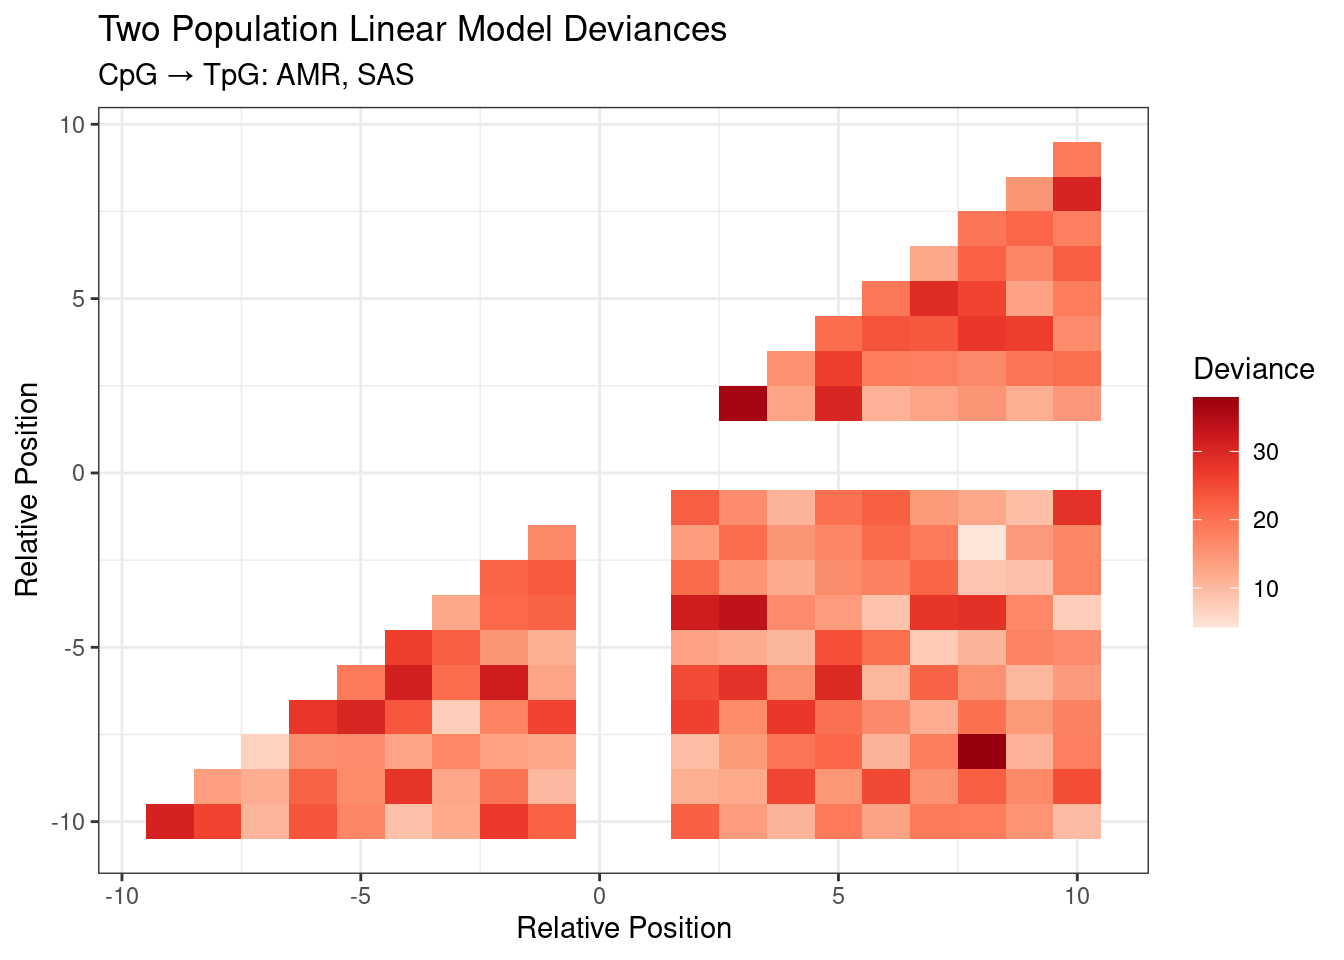 Two Population Linear Model Deviances
CpG → TpG: AMR, SAS
10
5
0
-5
-10
Relative Position
-10 -5 0 5 10
Relative Position
Deviance
30
20
10